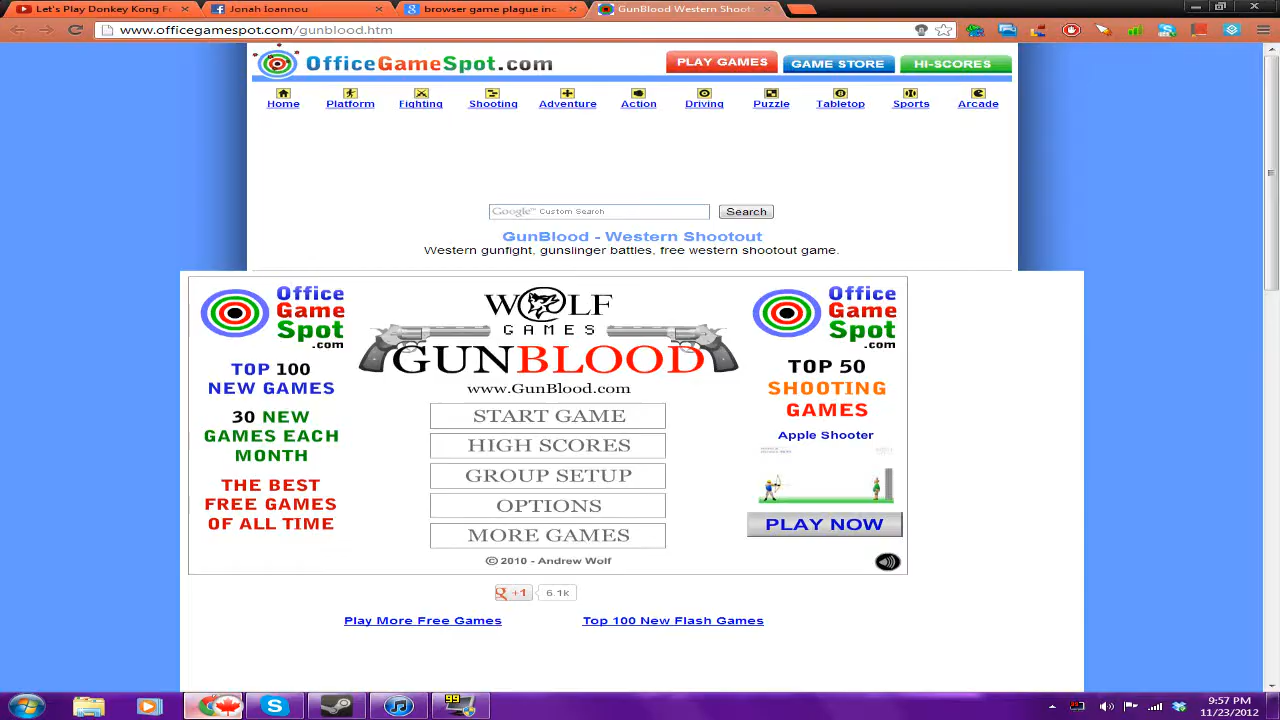 Let's Play Donkey Kong Fo
Jonah Ioannou
browser game plague inc
GunBlood Western Shoot
www.officegamespot.com/gunblood.htm
OfficeGameSpot.com
PLAY GAMES
GAME STORE
HI-SCORES
Home
Platform
Fighting
Shooting
Adventure
Action
Driving
Puzzle
Tabletop
Sports
Arcade
Google™ Custom Search
Search
GunBlood - Western Shootout
Western gunfight, gunslinger battles, free western shootout game.
Office
Game
Spot
.com
TOP 100
NEW GAMES
30 NEW
GAMES EACH
MONTH
THE BEST
FREE GAMES
OF ALL TIME
WOLF
GAMES
GUNBLOOD
www.GunBlood.com
START GAME
HIGH SCORES
GROUP SETUP
OPTIONS
MORE GAMES
© 2010 - Andrew Wolf
Office
Game
Spot
.com
TOP 50
SHOOTING
GAMES
Apple Shooter
PLAY NOW
+1
6.1k
Play More Free Games
Top 100 New Flash Games
99
9:57 PM
11/23/2012